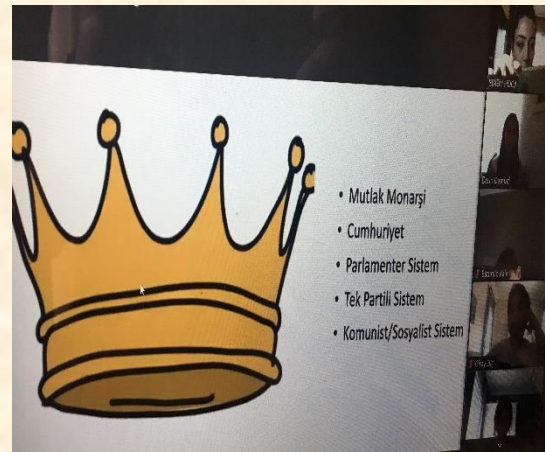 • Mutlak Monarşi
• Cumhuriyet
• Parlamenter Sistem
• Tek Partili Sistem
• Komunist/Sosyalist Sistem